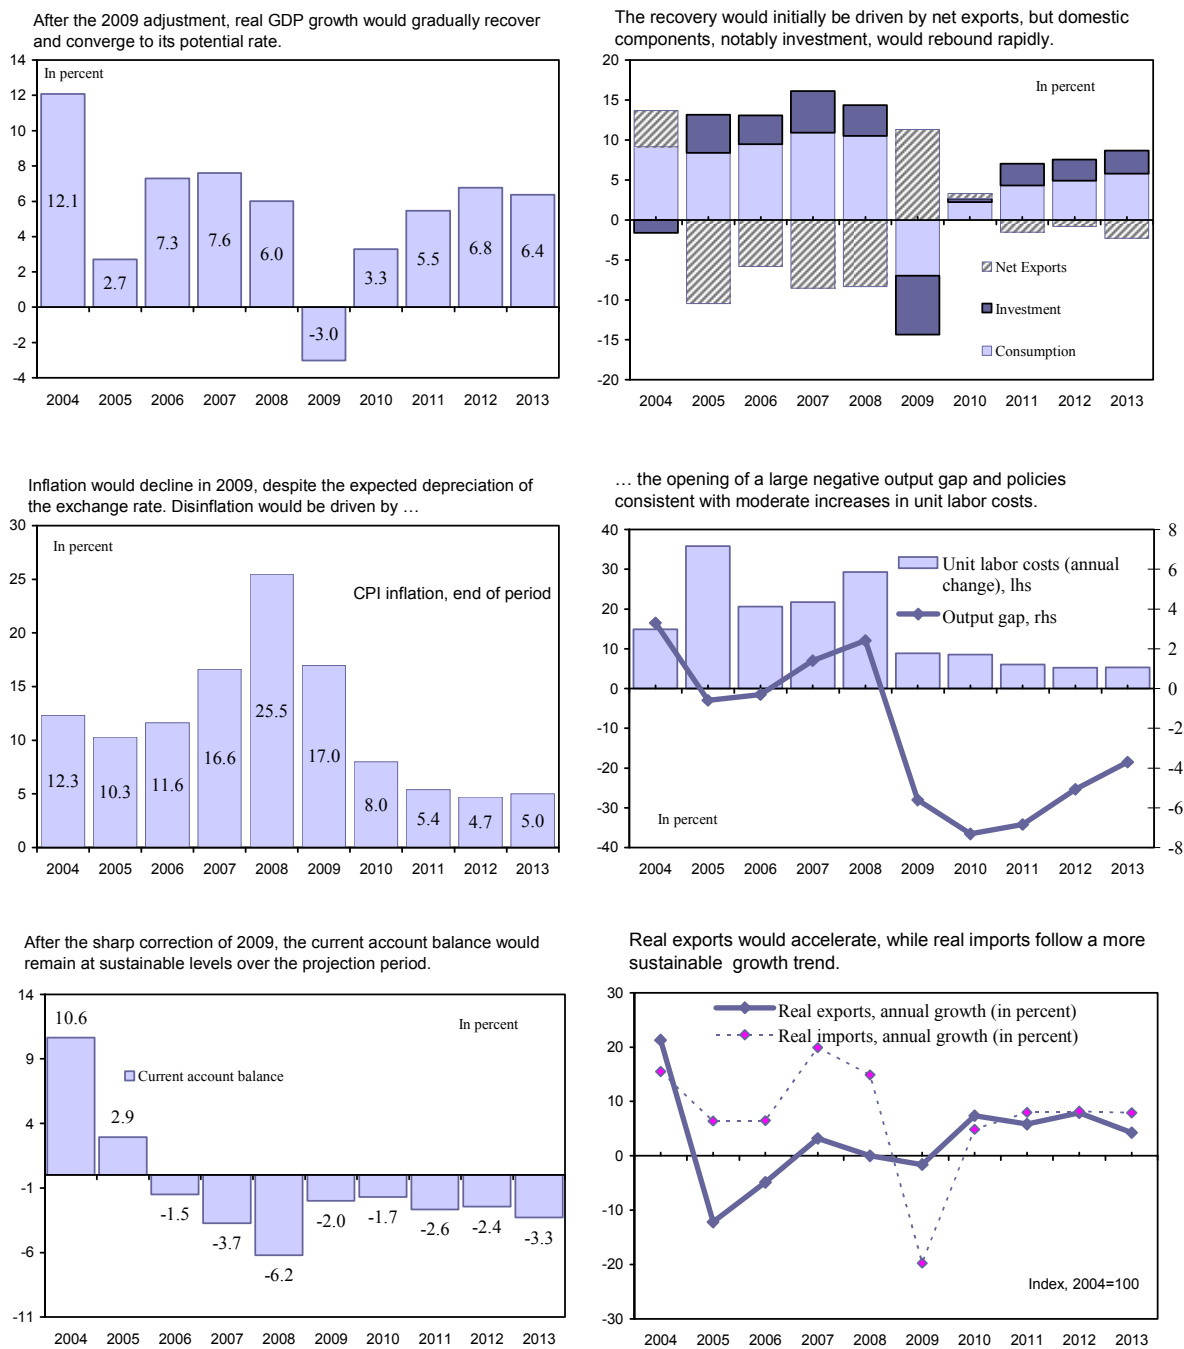 After the 2009 adjustment, real GDP growth would gradually recover
and converge to its potential rate.
In percent
14
12
10
8
6
4
2
0
-2
-4
12.1
2.7
7.3
7.6
6.0
-3.0
3.3
5.5
6.8
6.4
2004 2005 2006 2007 2008 2009 2010 2011 2012 2013
The recovery would initially be driven by net exports, but domestic
components, notably investment, would rebound rapidly.
In percent
20
15
10
5
0
-5
-10
-15
-20
Net Exports
Investment
Consumption
2004 2005 2006 2007 2008 2009 2010 2011 2012 2013
Inflation would decline in 2009, despite the expected depreciation of
the exchange rate. Disinflation would be driven by …
In percent
CPI inflation, end of period
30
25
20
15
10
5
0
12.3
10.3
11.6
16.6
25.5
17.0
8.0
5.4
4.7
5.0
2004 2005 2006 2007 2008 2009 2010 2011 2012 2013
… the opening of a large negative output gap and policies
consistent with moderate increases in unit labor costs.
40
30
20
10
0
-10
-20
-30
-40
Unit labor costs (annual
change), lhs
Output gap, rhs
In percent
8
6
4
2
0
-2
-4
-6
-8
2004 2005 2006 2007 2008 2009 2010 2011 2012 2013
After the sharp correction of 2009, the current account balance would
remain at sustainable levels over the projection period.
In percent
Current account balance
14
9
4
-1
-6
-11
10.6
2.9
-1.5
-3.7
-6.2
-2.0
-1.7
-2.6
-2.4
-3.3
2004 2005 2006 2007 2008 2009 2010 2011 2012 2013
Real exports would accelerate, while real imports follow a more
sustainable growth trend.
30
20
10
0
-10
-20
-30
Real exports, annual growth (in percent)
Real imports, annual growth (in percent)
Index, 2004=100
2004 2005 2006 2007 2008 2009 2010 2011 2012 2013